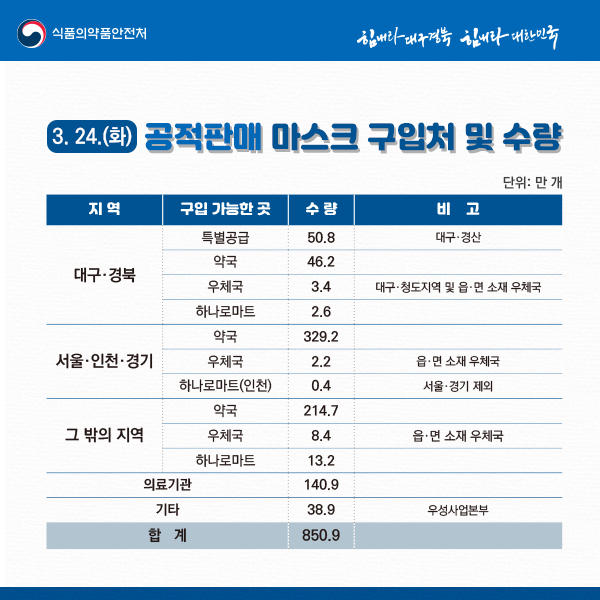 식품의약품안전처
힘내라 대구경북 힘내라 대한민국
3. 24.(화) 공적판매 마스크 구입처 및 수량
단위: 만 개
지 역 구입 가능한 곳 수 량 비 고
대구·경북
특별공급 50.8 대구·경산
약국 46.2
우체국 3.4 대구·청도지역 및 읍·면 소재 우체국
하나로마트 2.6
서울·인천·경기
약국 329.2
우체국 2.2 읍·면 소재 우체국
하나로마트(인천) 0.4 서울·경기 제외
그 밖의 지역
약국 214.7
우체국 8.4 읍·면 소재 우체국
하나로마트 13.2
의료기관 140.9
기타 38.9 우성사업본부
합 계 850.9